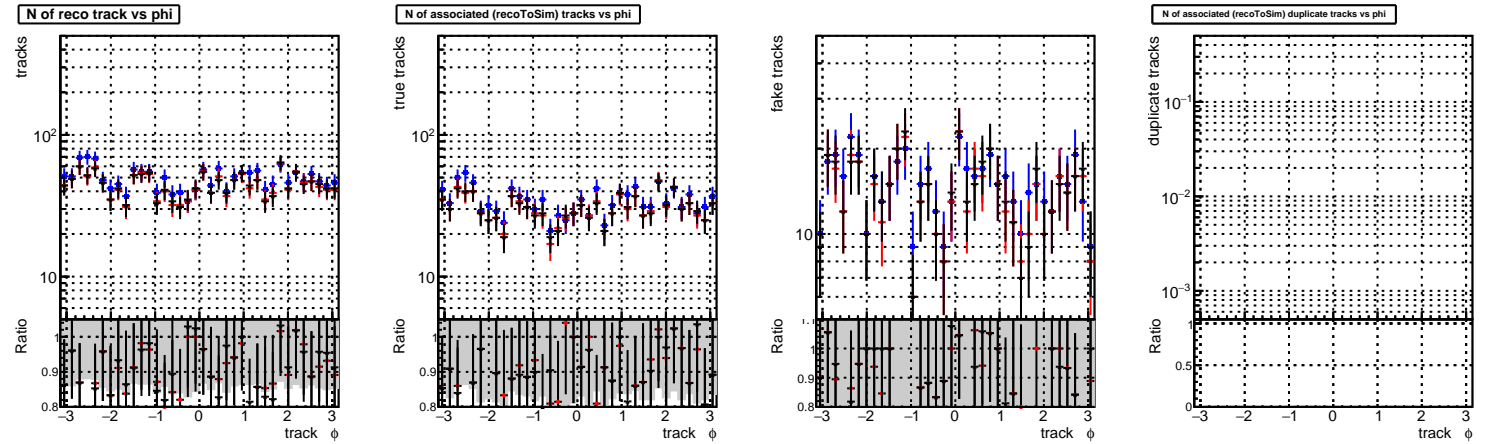 N of reco track vs phi
tracks
10²
10
Ratio
1
0.9
0.8
−3 −2 −1 0 1 2 3
track ϕ
N of associated (recoToSim) tracks vs phi
true tracks
10²
10
Ratio
1
0.9
0.8
−3 −2 −1 0 1 2 3
track ϕ
fake tracks
10
Ratio
1.1
1
0.9
0.8
−3 −2 −1 0 1 2 3
track ϕ
N of associated (recoToSim) duplicate tracks vs phi
duplicate tracks
10⁻¹
10⁻²
10⁻³
Ratio
1
0.5
0
−3 −2 −1 0 1 2 3
track ϕ